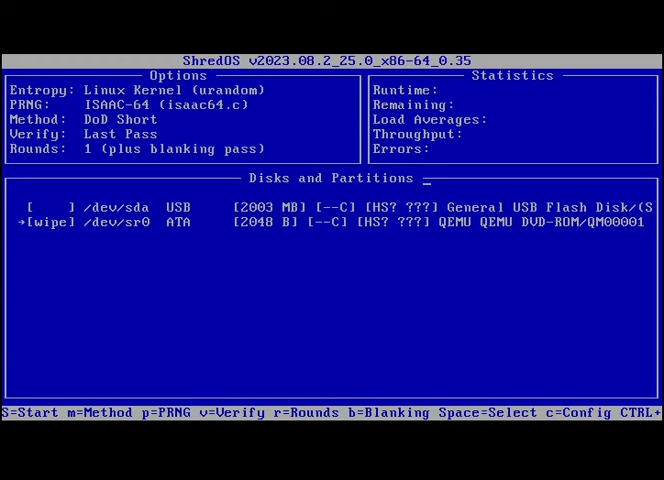 ShredOS v2023.08.2_25.0_x86-64_0.35
Options
Entropy: Linux Kernel (urandom)
PRNG: ISAAC-64 (isaac64.c)
Method: DoD Short
Verify: Last Pass
Rounds: 1 (plus blanking pass)
Statistics
Runtime:
Remaining:
Load Averages:
Throughput:
Errors:
Disks and Partitions _
[    ] /dev/sda USB [2003 MB] [--C] [HS? ???] General USB Flash Disk/(S
→[wipe] /dev/sr0 ATA [2048 B] [--C] [HS? ???] QEMU QEMU DVD-ROM/QM00001
S=Start m=Method p=PRNG v=Verify r=Rounds b=Blanking Space=Select c=Config CTRL+